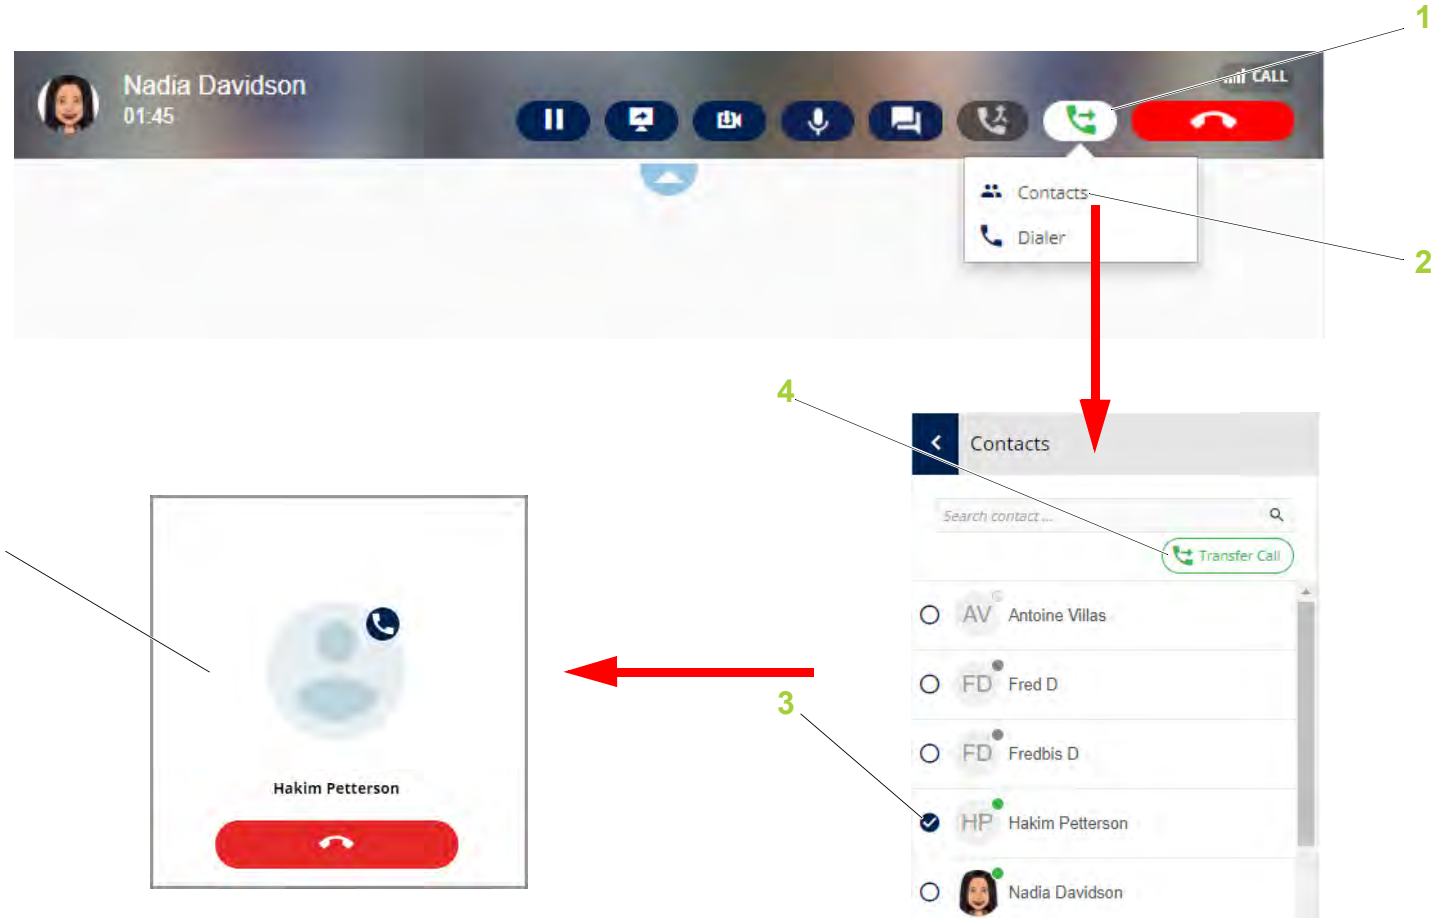 1
Nadia Davidson
01:45
CALL
Contacts
Dialer
2
4
Contacts
Search contact ...
Transfer Call
AV Antoine Villas
FD Fred D
3
FD Fredbis D
Hakim Petterson
HP Hakim Petterson
Nadia Davidson